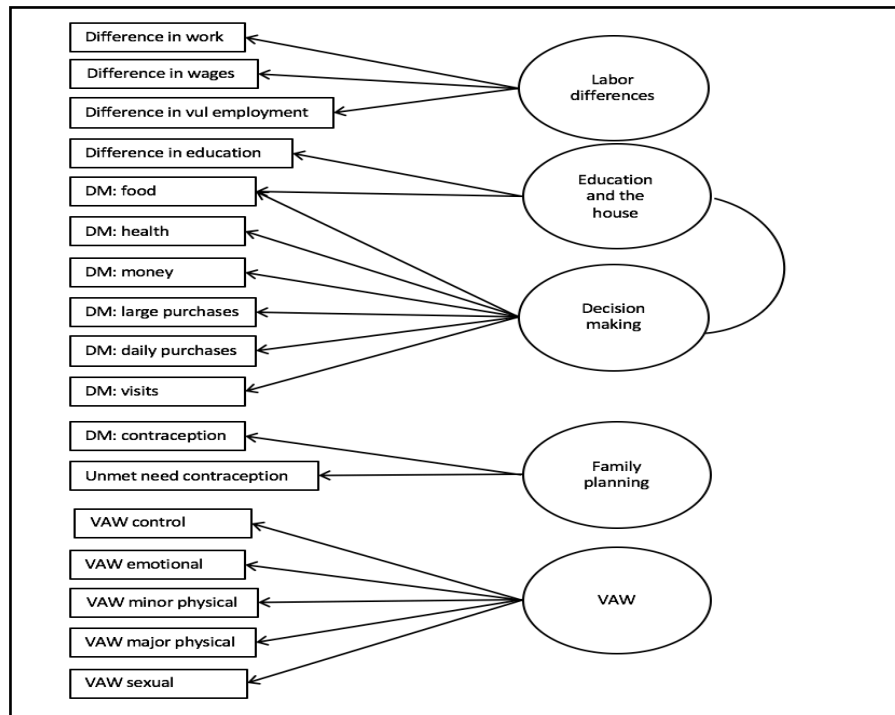 Difference in work
Difference in wages
Difference in vul employment
Difference in education
DM: food
DM: health
DM: money
DM: large purchases
DM: daily purchases
DM: visits
DM: contraception
Unmet need contraception
VAW control
VAW emotional
VAW minor physical
VAW major physical
VAW sexual
Labor
differences
Education
and the
house
Decision
making
Family
planning
VAW